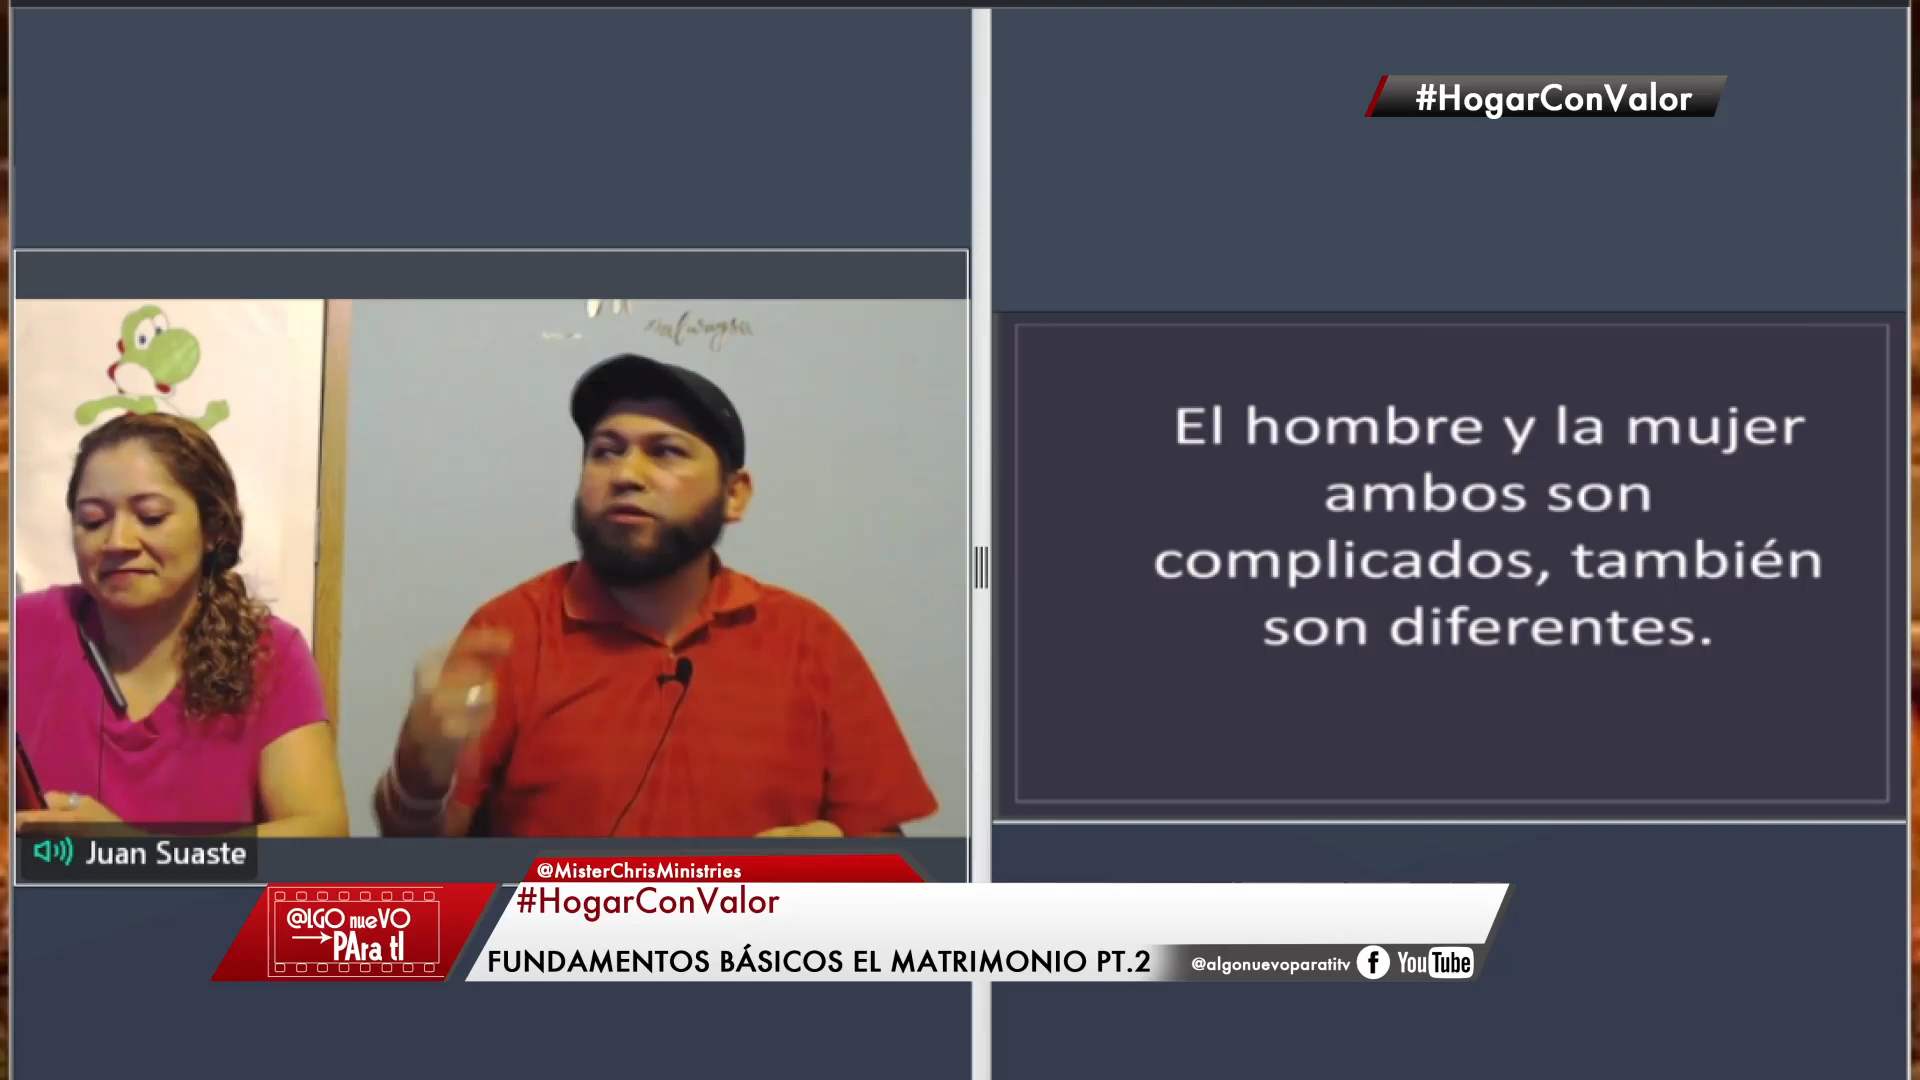 #HogarConValor
El hombre y la mujer
ambos son
complicados, también
son diferentes.
Juan Suaste
@MisterChrisMinistries
#HogarConValor
@LGO nueVO
PAra tI
FUNDAMENTOS BÁSICOS EL MATRIMONIO PT.2
@algonuevoparatitv f YouTube